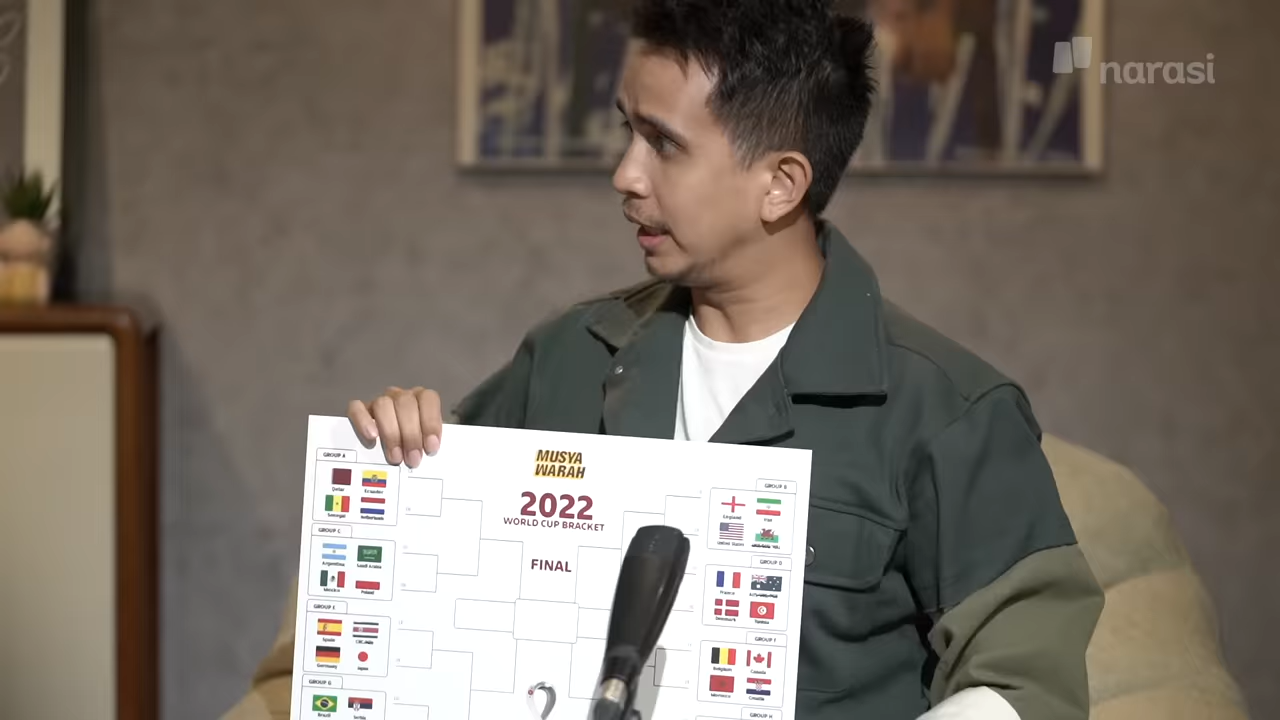 narasi
MUSYA
WARAH
2022
WORLD CUP BRACKET
FINAL
GROUP A
Qatar
Ecuador
Senegal
Netherlands
GROUP C
Argentina
Saudi Arabia
Mexico
Poland
GROUP E
Spain
Germany
Japan
Brazil
Serbia
GROUP B
England
Iran
United States
France
Denmark
Tunisia
GROUP F
Belgium
Canada
Morocco
Croatia
GROUP H